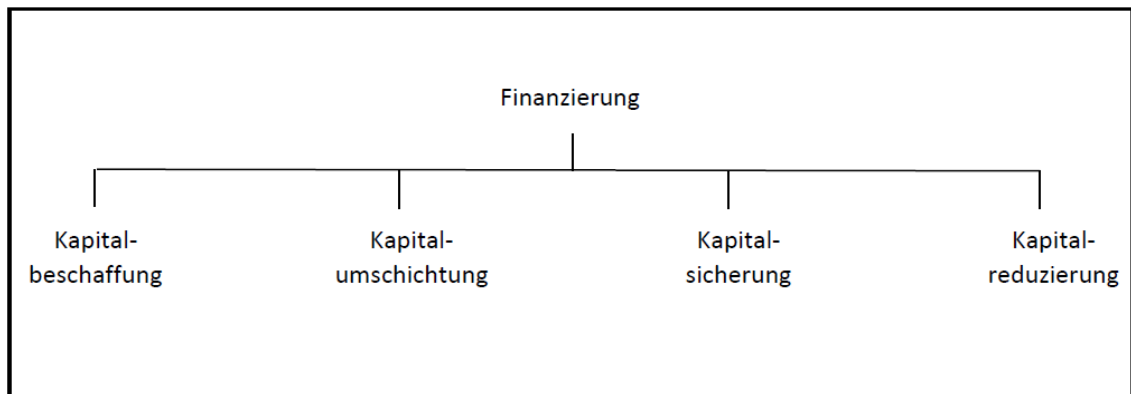 Finanzierung
Kapital-
beschaffung
Kapital-
umschichtung
Kapital-
sicherung
Kapital-
reduzierung